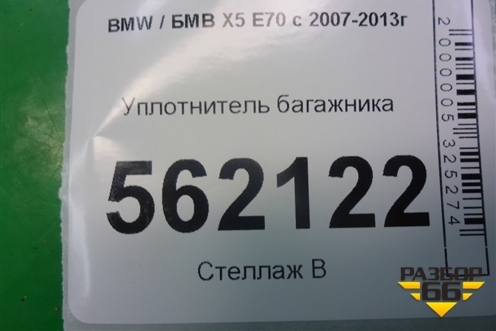 BMW / БМВ X5 E70 с 2007-2013г
Уплотнитель багажника
562122
Стеллаж В
2000005325274
РАЗБОР
66